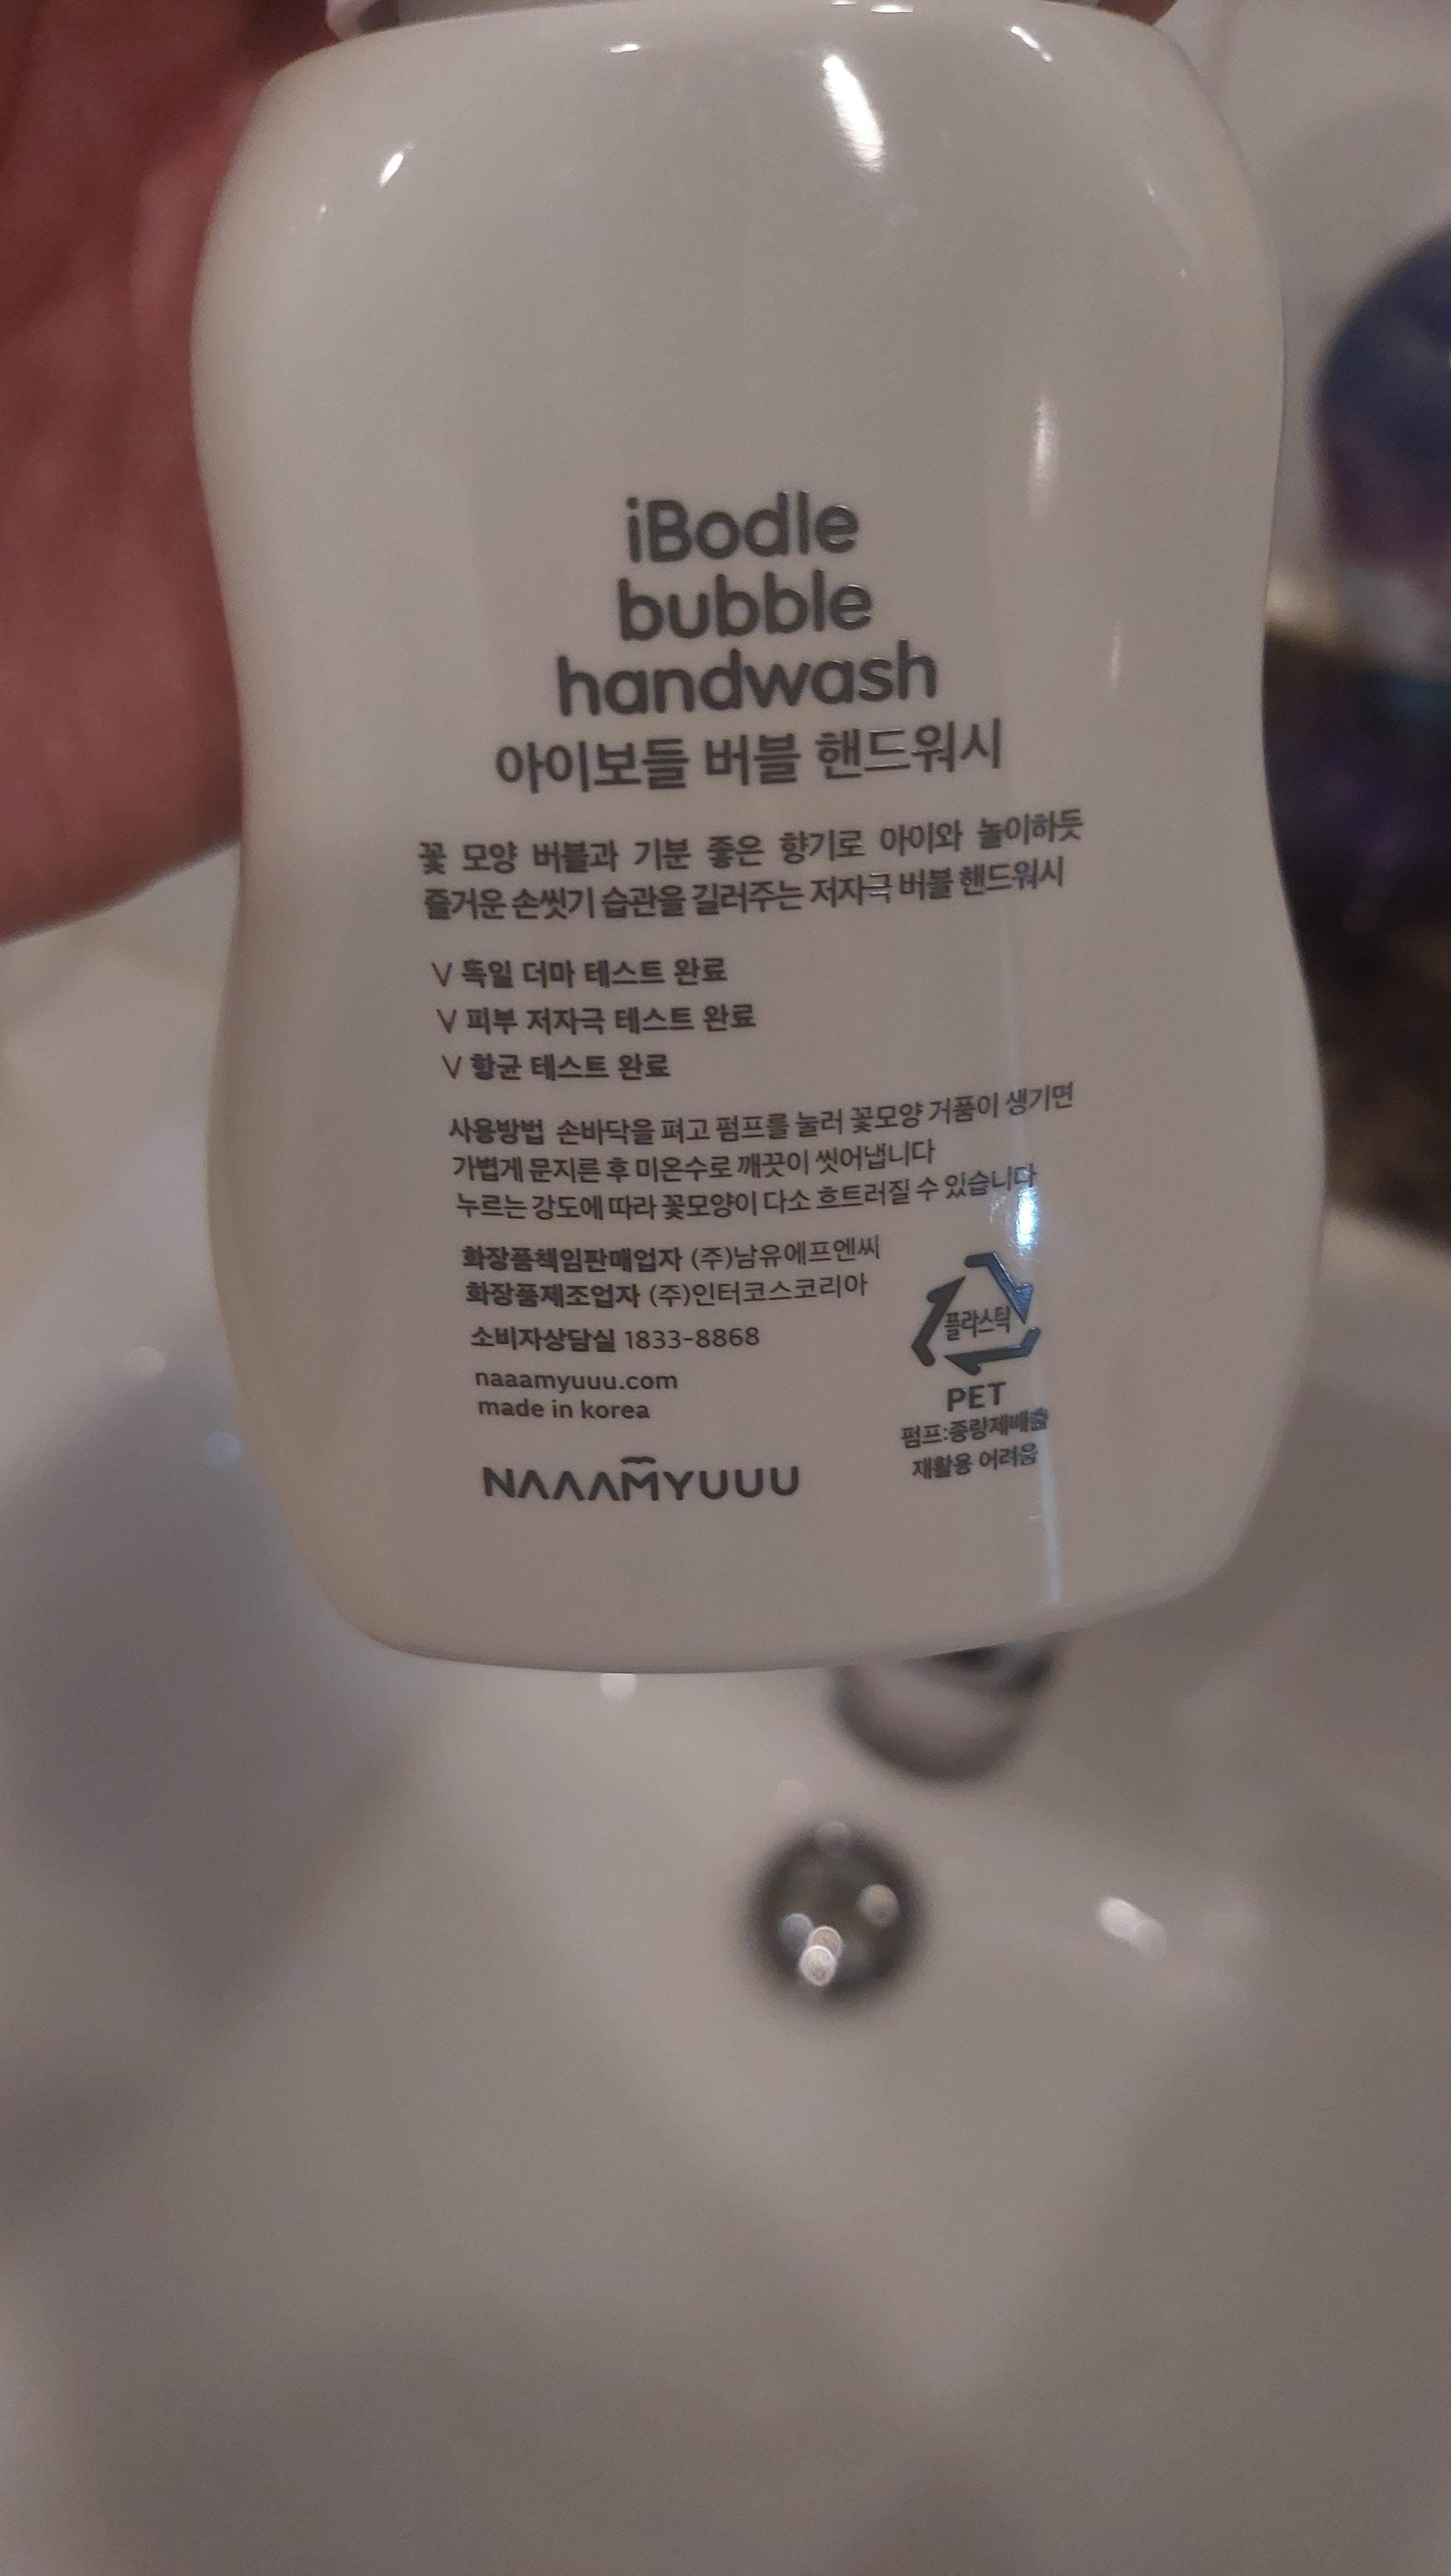 iBodle
bubble
handwash
아이보들 버블 핸드워시
꽃 모양 버블과 기분 좋은 향기로 아이와 놀이하듯
즐거운 손씻기 습관을 길러주는 저자극 버블 핸드워시
V 독일 더마 테스트 완료
V 피부 저자극 테스트 완료
V 항균 테스트 완료
사용방법 손바닥을 펴고 펌프를 눌러 꽃모양 거품이 생기면
가볍게 문지른 후 미온수로 깨끗이 씻어냅니다
누르는 강도에 따라 꽃모양이 다소 흐트러질 수 있습니다
화장품책임판매업자 (주)남유에프엔씨
화장품제조업자 (주)인터코스코리아
소비자상담실 1833-8868
naaamyuuu.com
made in korea
NAAAMYUUU
플라스틱
PET
펌프:종량제배출
재활용 어려움